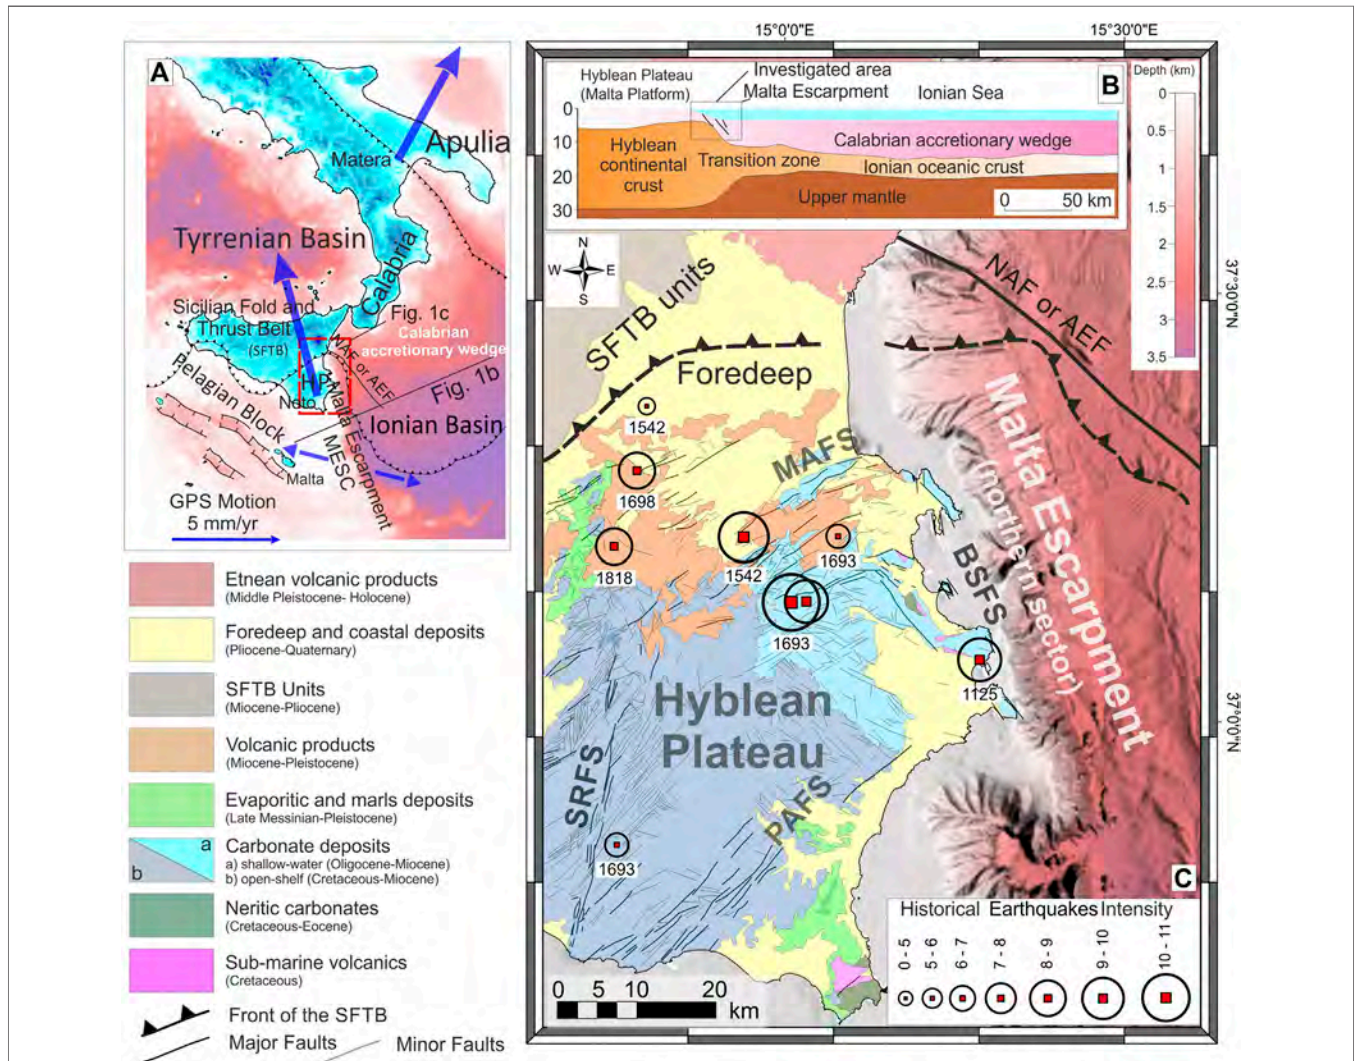 15°0'0"E
15°30'0"E
A
Apulia
Matera
Tyrrenian Basin
Calabria
Sicilian Fold and
Thrust Belt
(SFTB)
Fig. 1c
Calabrian
accretionary wedge
NAF or AEF
HP
Noto
Fig. 1b
Pelagian Block
Malta Escarpment
MESC
Ionian Basin
Malta
GPS Motion
5 mm/yr
Hyblean Plateau
(Malta Platform)
Investigated area
Malta Escarpment
Ionian Sea
B
0
10
20
30
Hyblean
continental
crust
Transition zone
Calabrian accretionary wedge
Ionian oceanic crust
Upper mantle
0 50 km
Depth (km)
0
0.5
1
1.5
2
2.5
3
3.5
N
W E
S
37°30'0"N
37°0'0"N
SFTB units
Foredeep
NAF or AEF
Malta Escarpment
(northern sector)
MAFS
BSFS
SRFS
PAFS
Hyblean
Plateau
1542
1698
1818
1542
1693
1693
1125
1693
C
Historical Earthquakes Intensity
0 - 5
5 - 6
6 - 7
7 - 8
8 - 9
9 - 10
10 - 11
0 5 10 20
km
Etnean volcanic products
(Middle Pleistocene- Holocene)
Foredeep and coastal deposits
(Pliocene-Quaternary)
SFTB Units
(Miocene-Pliocene)
Volcanic products
(Miocene-Pleistocene)
Evaporitic and marls deposits
(Late Messinian-Pleistocene)
a
b
Carbonate deposits
a) shallow-water (Oligocene-Miocene)
b) open-shelf (Cretaceous-Miocene)
Neritic carbonates
(Cretaceous-Eocene)
Sub-marine volcanics
(Cretaceous)
Front of the SFTB
Major Faults
Minor Faults